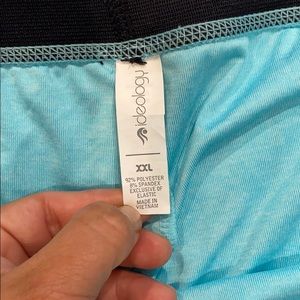 ideology
XXL
92% POLYESTER
8% SPANDEX
EXCLUSIVE OF
ELASTIC
MADE IN
VIETNAM